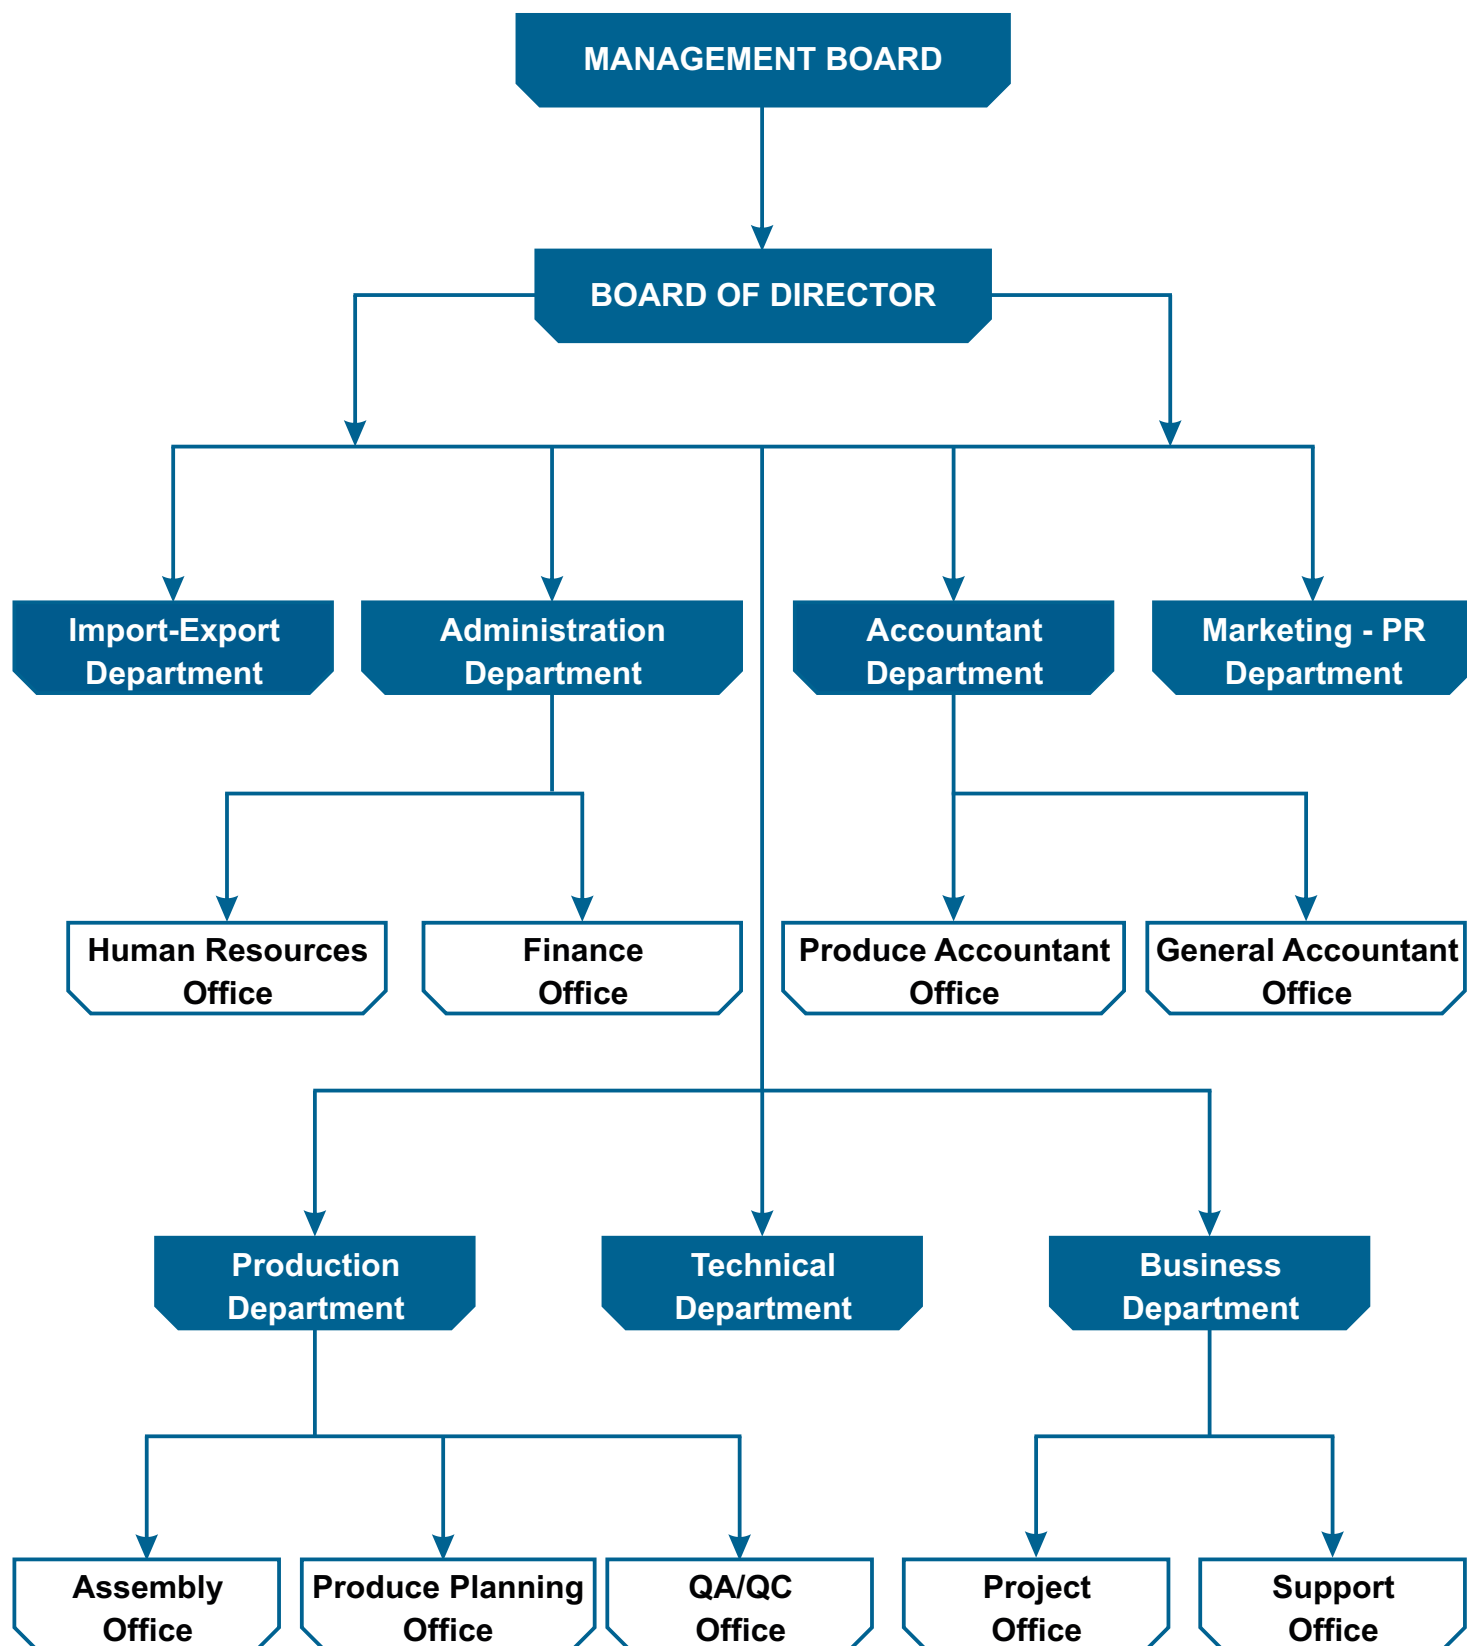 MANAGEMENT BOARD
BOARD OF DIRECTOR
Import-Export
Department
Administration
Department
Accountant
Department
Marketing - PR
Department
Human Resources
Office
Finance
Office
Produce Accountant
Office
General Accountant
Office
Production
Department
Technical
Department
Business
Department
Assembly
Office
Produce Planning
Office
QA/QC
Office
Project
Office
Support
Office